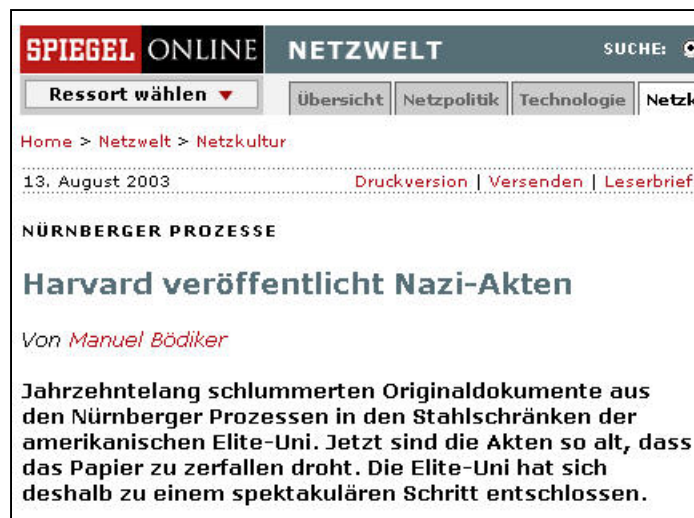 SPIEGEL ONLINE NETZWELT SUCHE:
Ressort wählen Übersicht Netzpolitik Technologie
Home > Netzwelt > Netzkultur
13. August 2003 Druckversion | Versenden | Leserbrief
NÜRNBERGER PROZESSE
Harvard veröffentlicht Nazi-Akten
Von Manuel Bödiker
Jahrzehntelang schlummerten Originaldokumente aus
den Nürnberger Prozessen in den Stahlschränken der
amerikanischen Elite-Uni. Jetzt sind die Akten so alt, dass
das Papier zu zerfallen droht. Die Elite-Uni hat sich
deshalb zu einem spektakulären Schritt entschlossen.